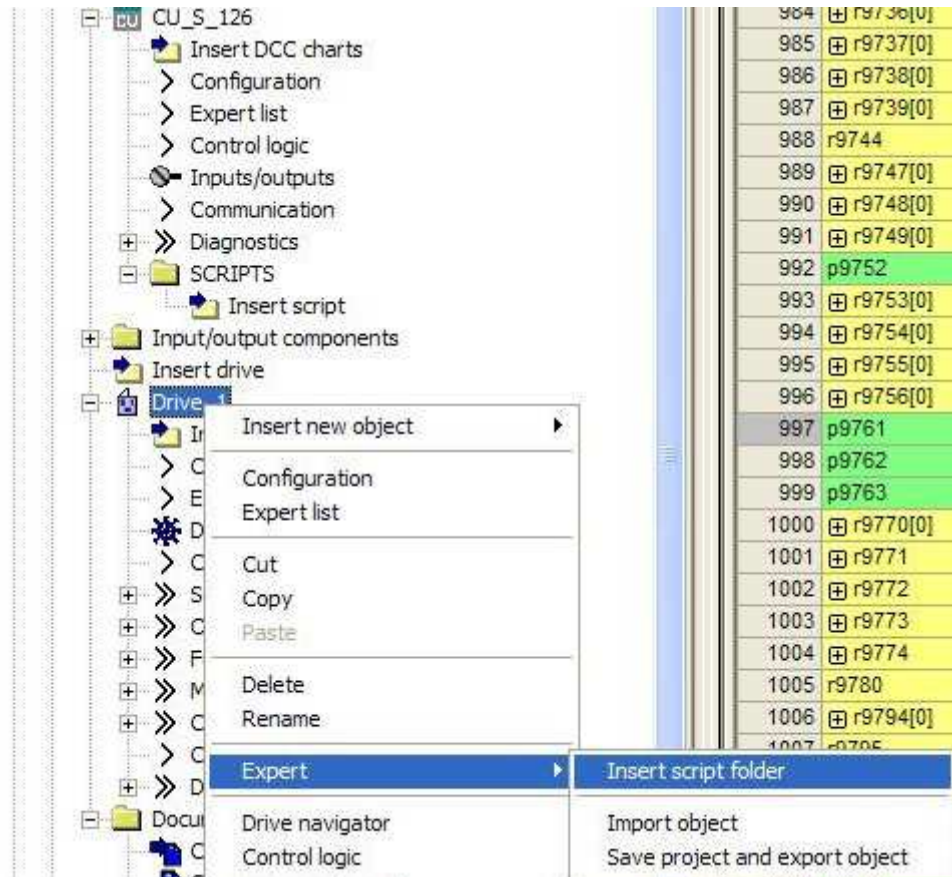 CU_S_126
Insert DCC charts
Configuration
Expert list
Control logic
Inputs/outputs
Communication
Diagnostics
SCRIPTS
Insert script
Input/output components
Insert drive
Drive_1
Insert new object
Configuration
Expert list
Cut
Copy
Paste
Delete
Rename
Expert
Drive navigator
Control logic
Insert script folder
Import object
Save project and export object
984 r9736[0]
985 r9737[0]
986 r9738[0]
987 r9739[0]
988 r9744
989 r9747[0]
990 r9748[0]
991 r9749[0]
992 p9752
993 r9753[0]
994 r9754[0]
995 r9755[0]
996 r9756[0]
997 p9761
998 p9762
999 p9763
1000 r9770[0]
1001 r9771
1002 r9772
1003 r9773
1004 r9774
1005 r9780
1006 r9794[0]
1007 r9795